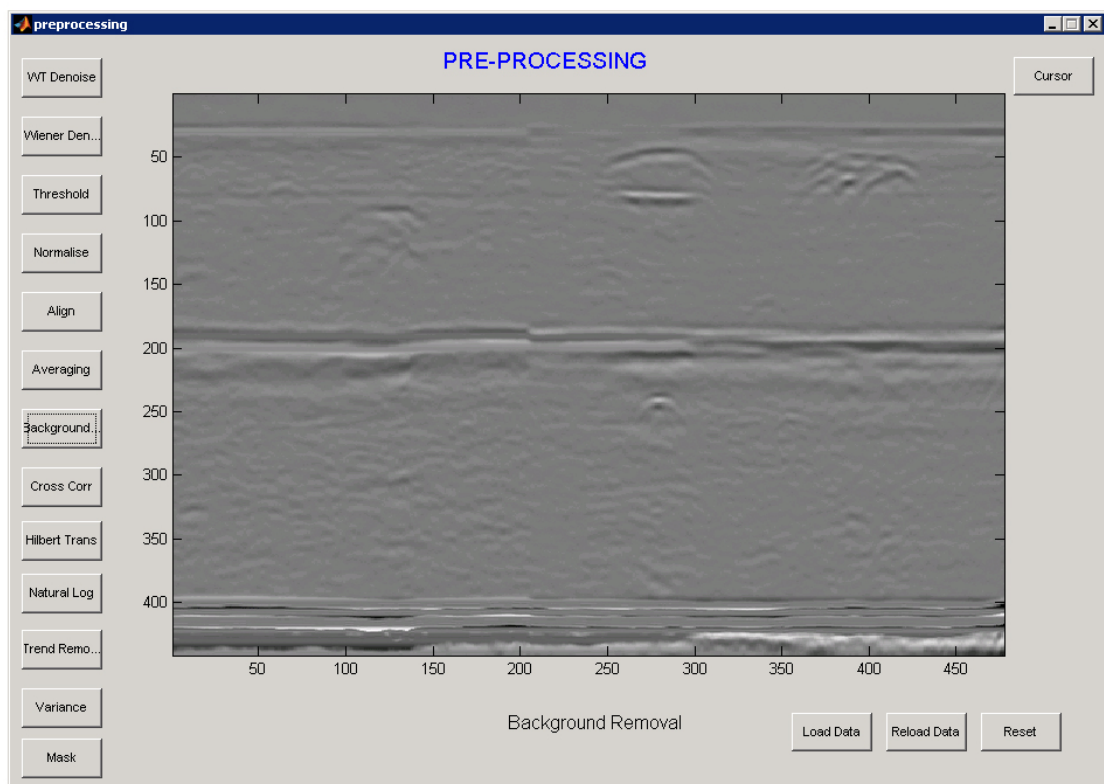 preprocessing
PRE-PROCESSING
WT Denoise
Wiener Den...
Threshold
Normalise
Align
Averaging
Background...
Cross Corr
Hilbert Trans
Natural Log
Trend Remo...
Variance
Mask
Cursor
50
100
150
200
250
300
350
400
50 100 150 200 250 300 350 400 450
Background Removal
Load Data Reload Data Reset